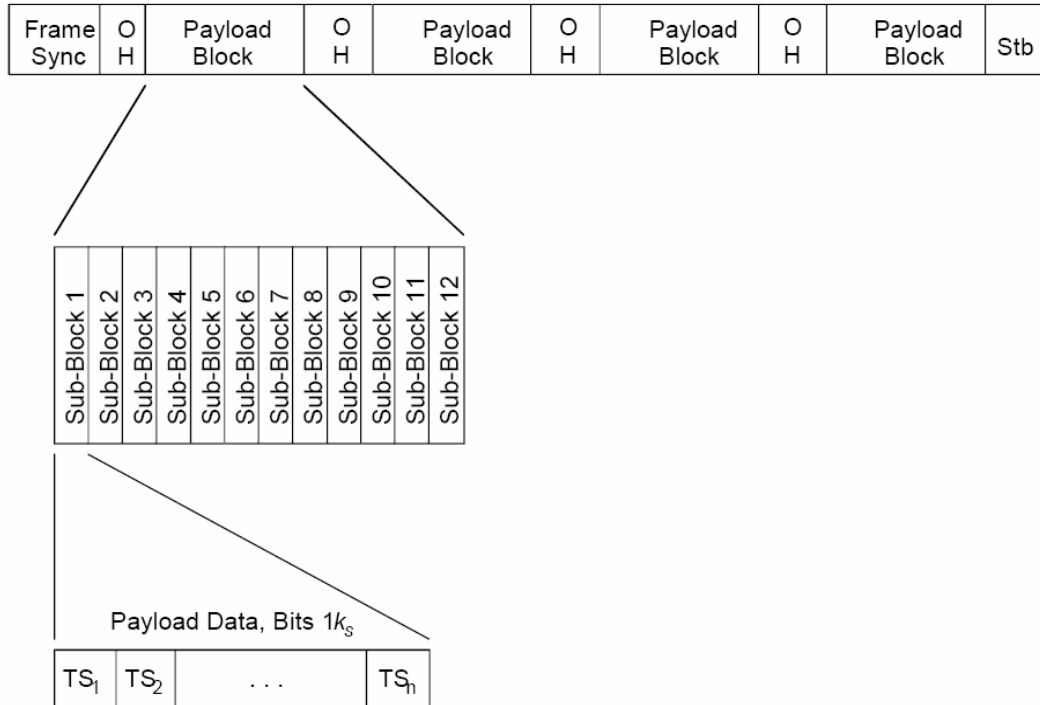 Frame Sync
O H
Payload Block
O H
Payload Block
O H
Payload Block
O H
Payload Block
Stb
Sub-Block 1
Sub-Block 2
Sub-Block 3
Sub-Block 4
Sub-Block 5
Sub-Block 6
Sub-Block 7
Sub-Block 8
Sub-Block 9
Sub-Block 10
Sub-Block 11
Sub-Block 12
Payload Data, Bits 1kₛ
TS₁
TS₂
. . .
TSₙ